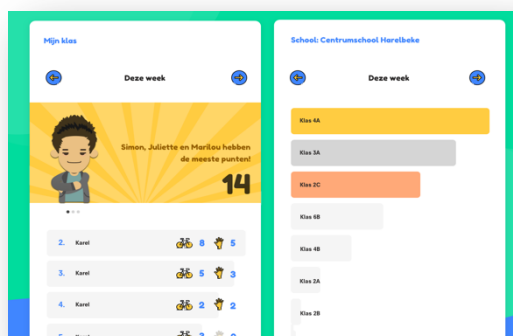 Mijn klas
Deze week
Simon, Juliette en Marilou hebben
de meeste punten!
14
2. Karel 8 5
3. Karel 5 3
4. Karel 2 2
School: Centrumschool Harelbeke
Deze week
Klas 4A
Klas 3A
Klas 2C
Klas 6B
Klas 4B
Klas 2A
Klas 2B